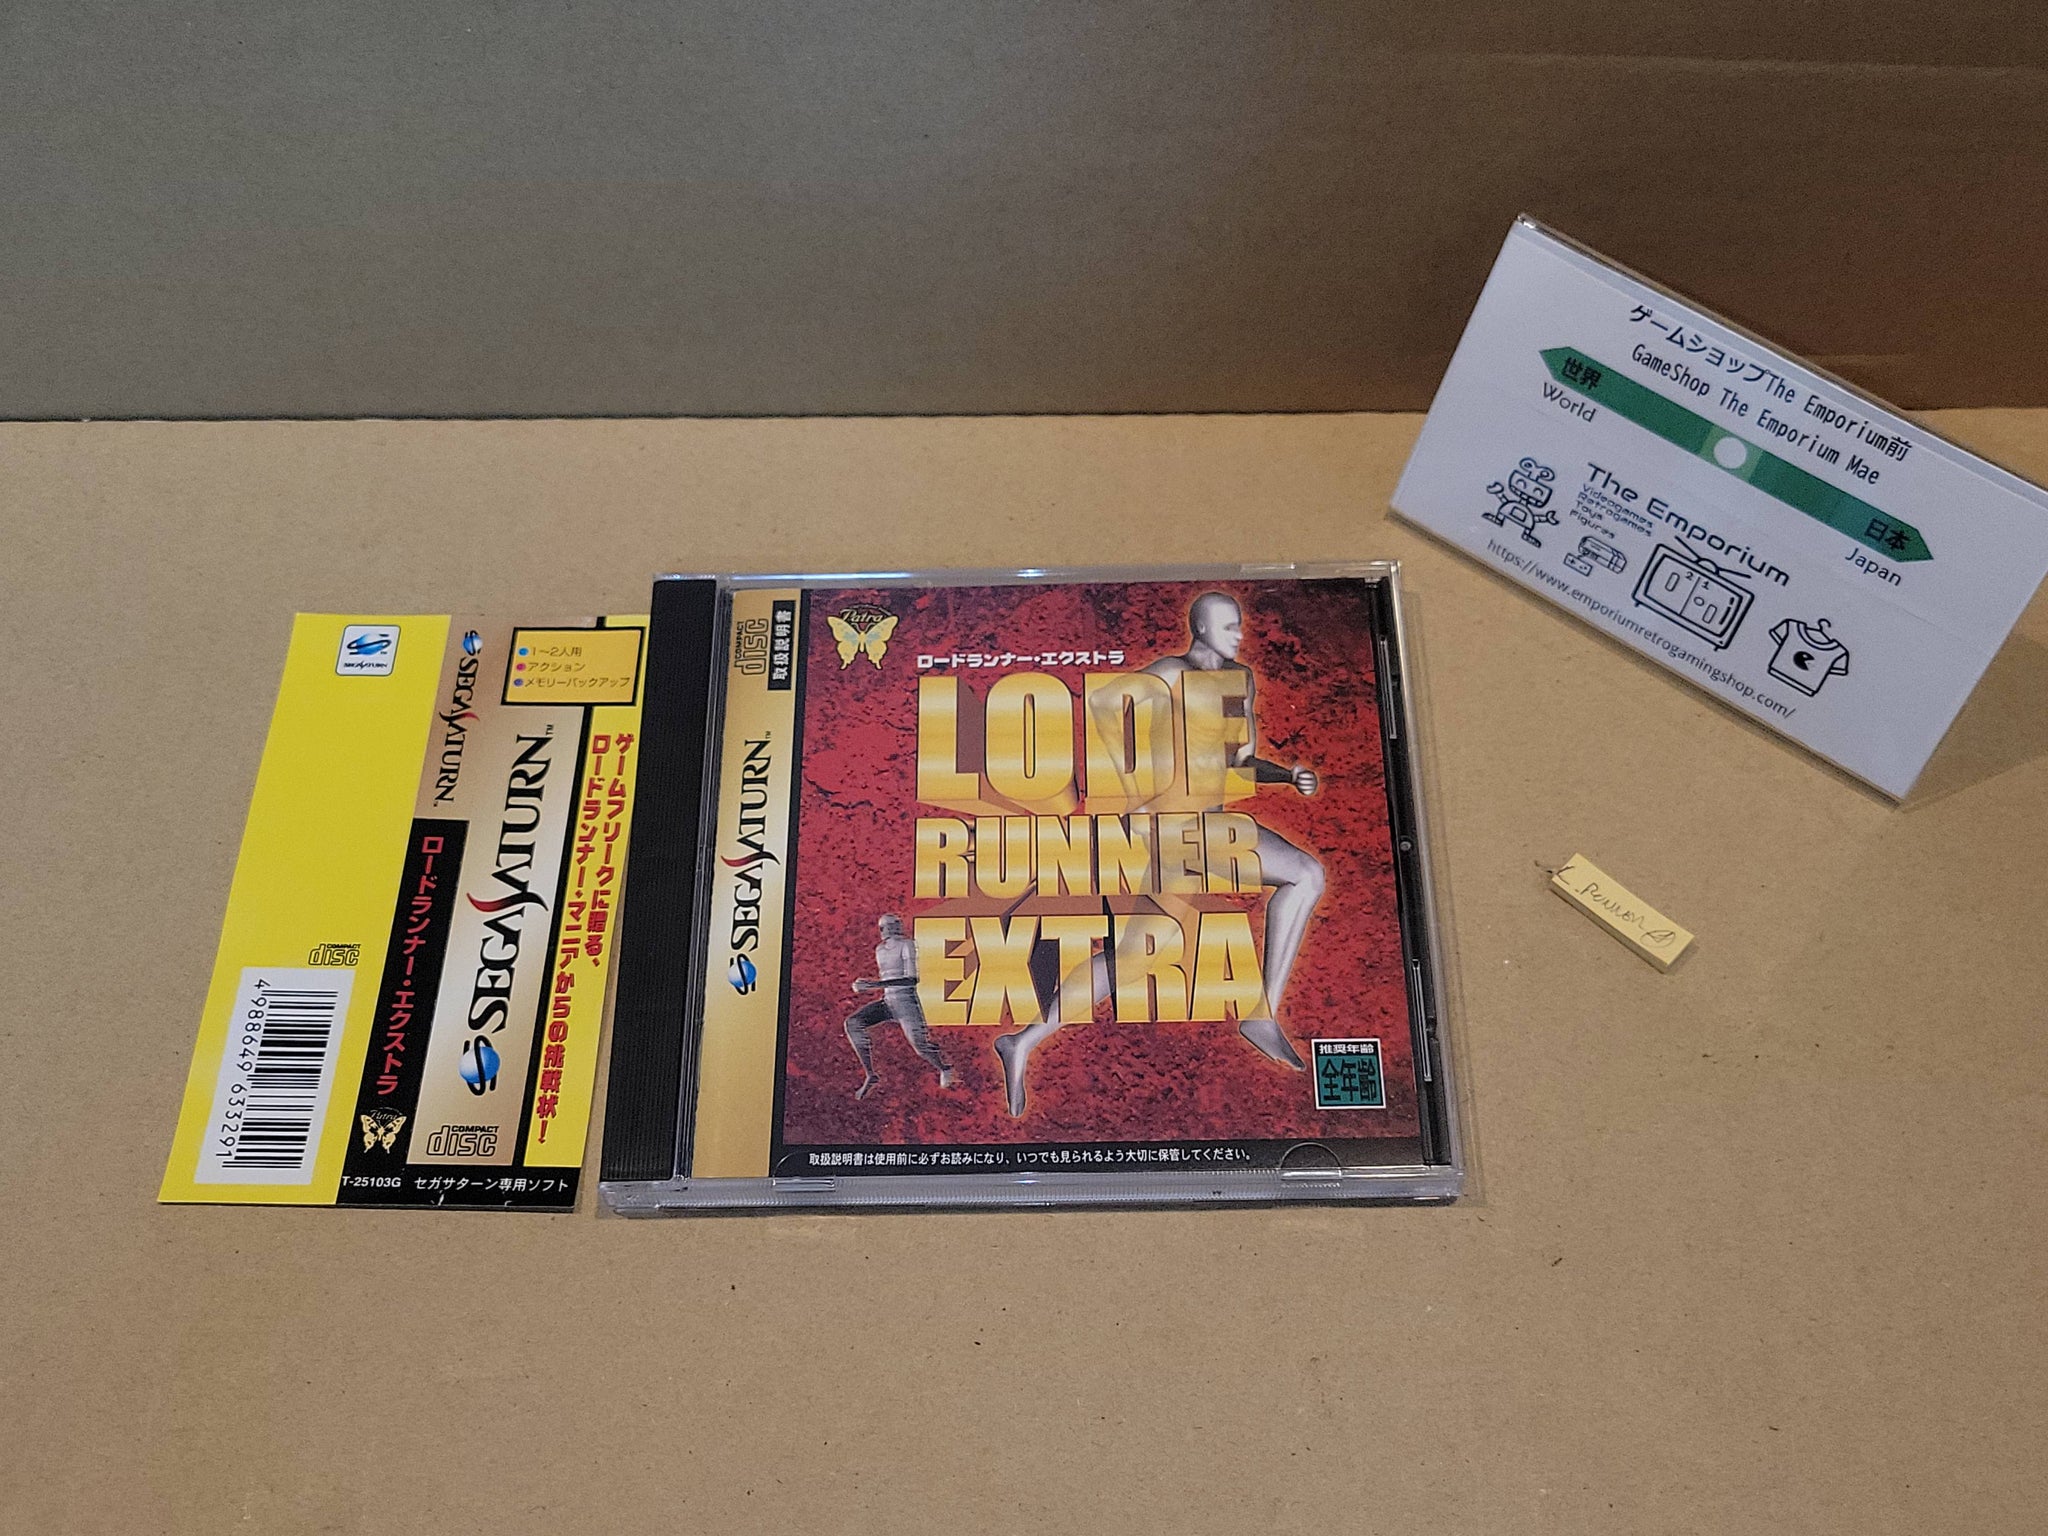 SEGA SATURN
COMPACT
disc
4988649 633291
SEGA SATURN™
ロードランナー・エクストラ
Patra
T-25103G
1〜2人用
アクション
メモリーバックアップ
SEGA SATURN™
COMPACT
disc
セガサターン専用ソフト
ゲームフリークに贈る、
ロードランナー・マニアからの挑戦状！
COMPACT
disc
取扱説明書
SEGA SATURN™
Patra
ロードランナー・エクストラ
LODE
RUNNER
EXTRA
推奨年齢
全年齢
取扱説明書は使用前に必ずお読みになり、いつでも見られるよう大切に保管してください。
ゲームショップThe Emporium前
GameShop The Emporium Mae
世界
World
日本
Japan
The Emporium
Videogames
Retrogames
Toys
Figures
https://www.emporiumretrogamingshop.com/